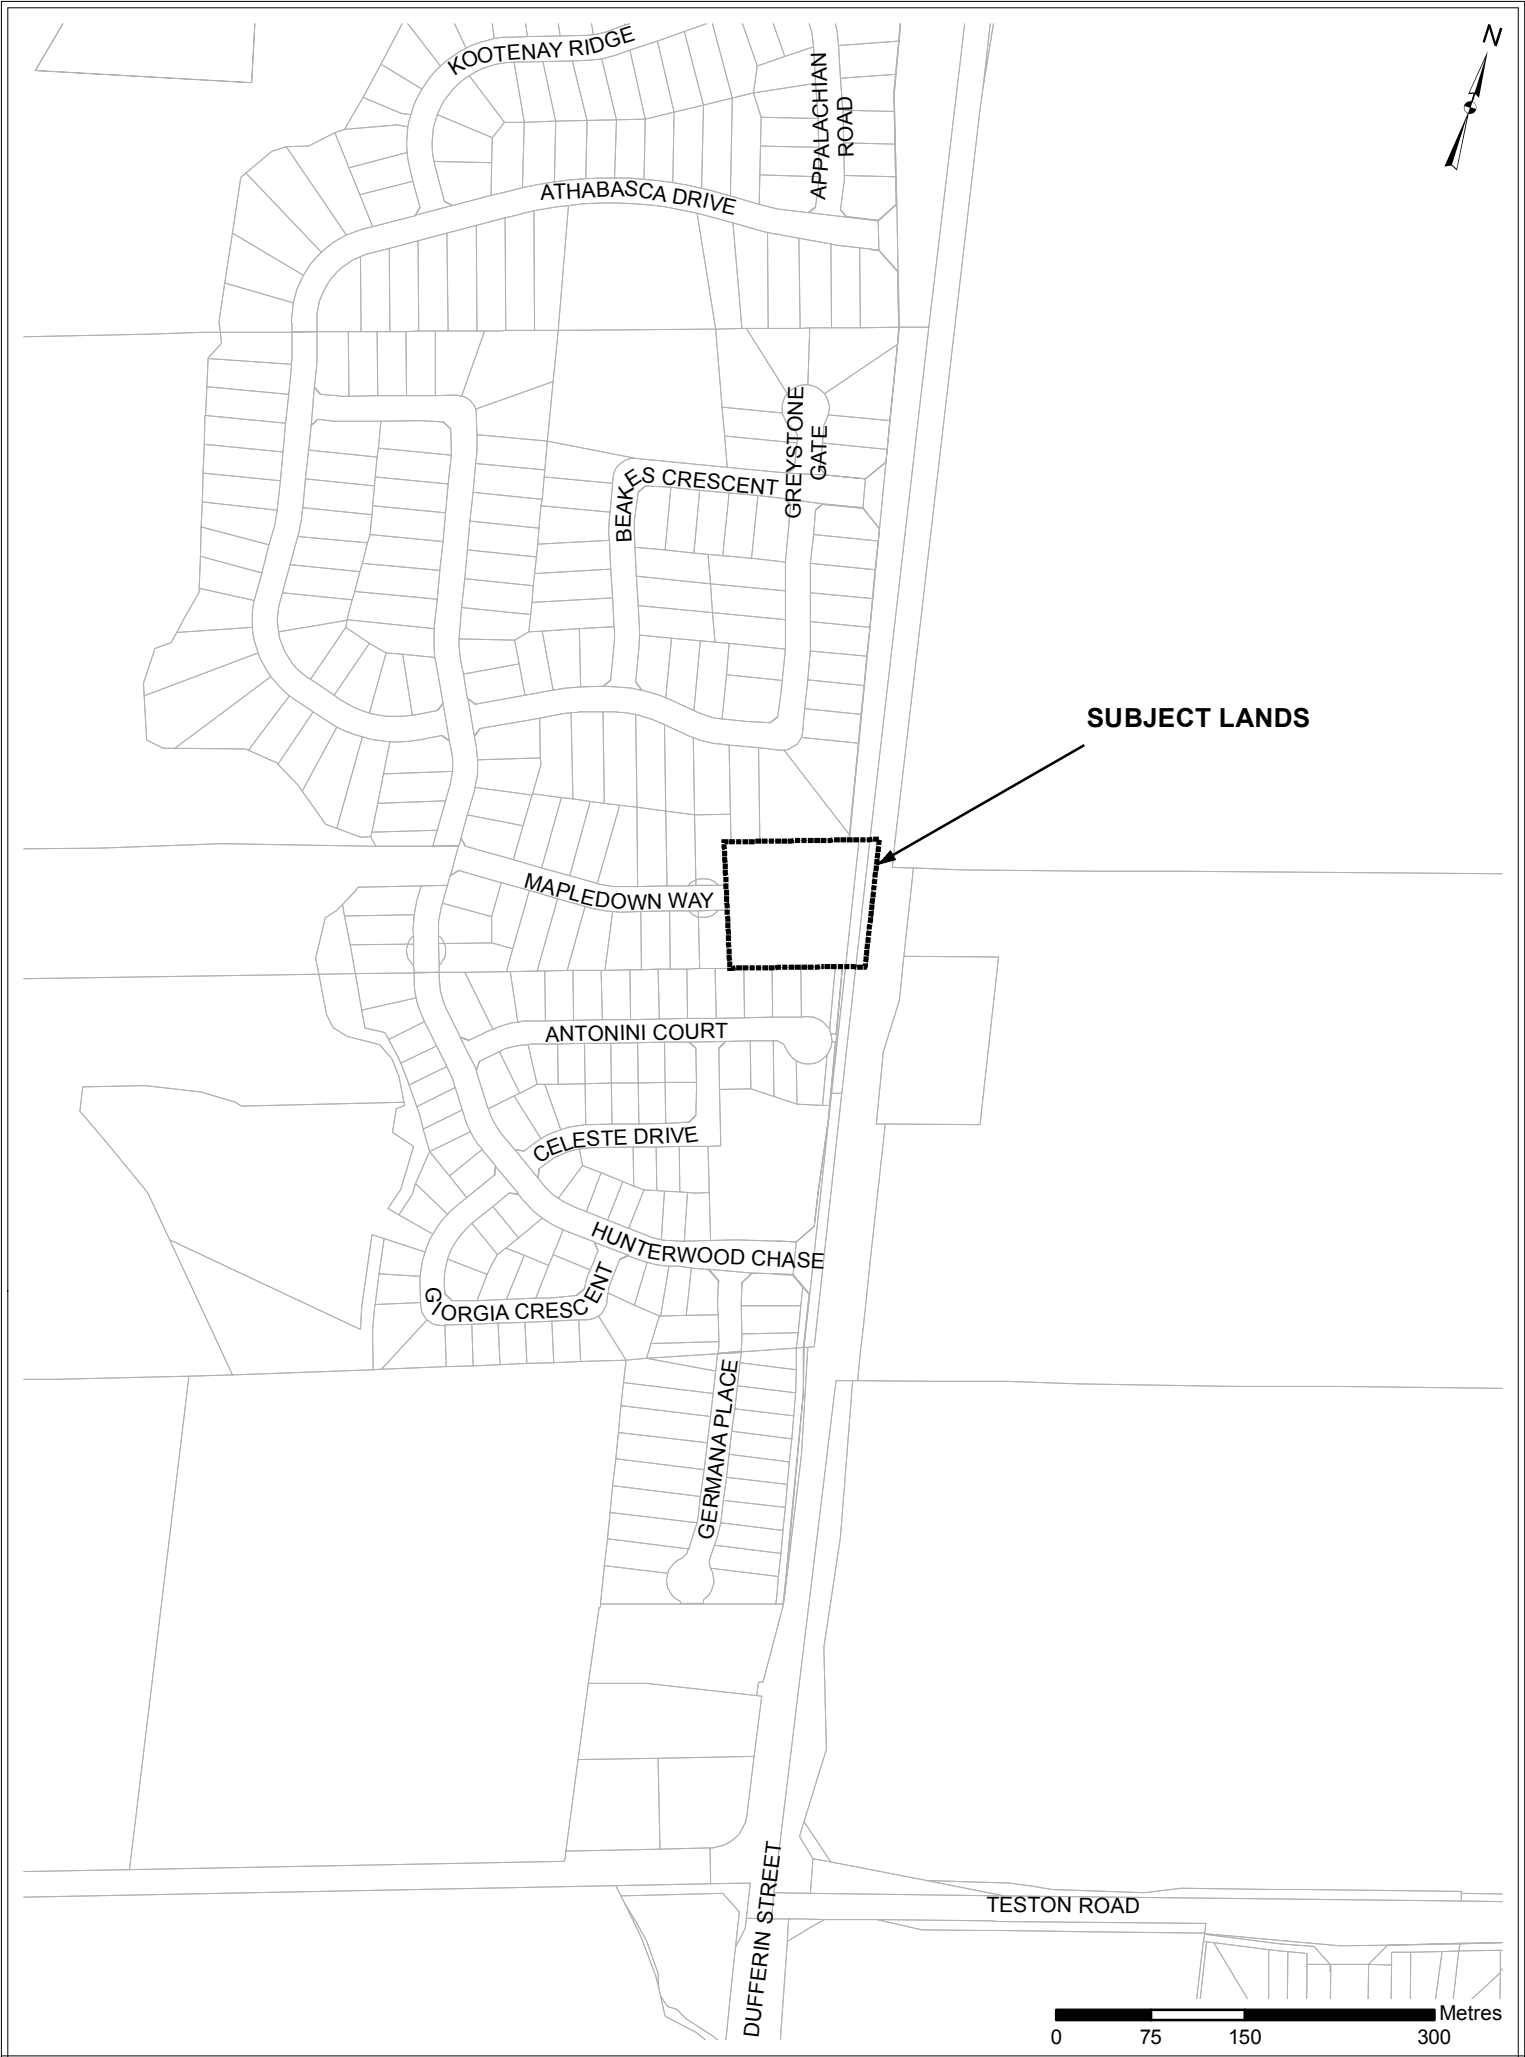 N
KOOTENAY RIDGE
APPALACHIAN
ROAD
ATHABASCA DRIVE
GREYSTONE
GATE
BEAKES CRESCENT
SUBJECT LANDS
MAPLEDOWN WAY
ANTONINI COURT
CELESTE DRIVE
HUNTERWOOD CHASE
GIORGIA CRESCENT
GERMANA PLACE
DUFFERIN STREET
TESTON ROAD
Metres
0 75 150 300